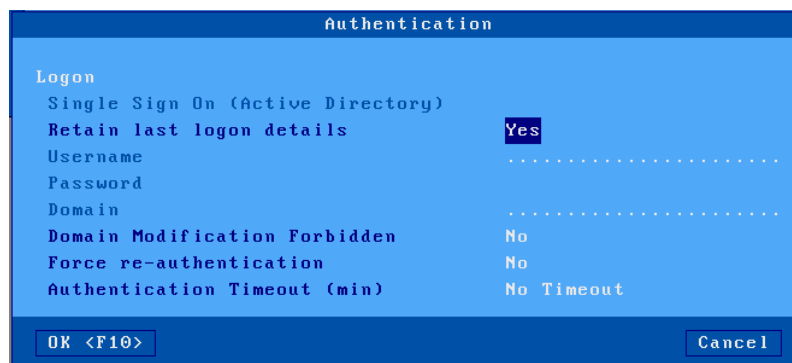 Authentication
Logon
Single Sign On (Active Directory)
Retain last logon details Yes
Username .......................
Password
Domain .......................
Domain Modification Forbidden No
Force re-authentication No
Authentication Timeout (min) No Timeout
OK <F10> Cancel